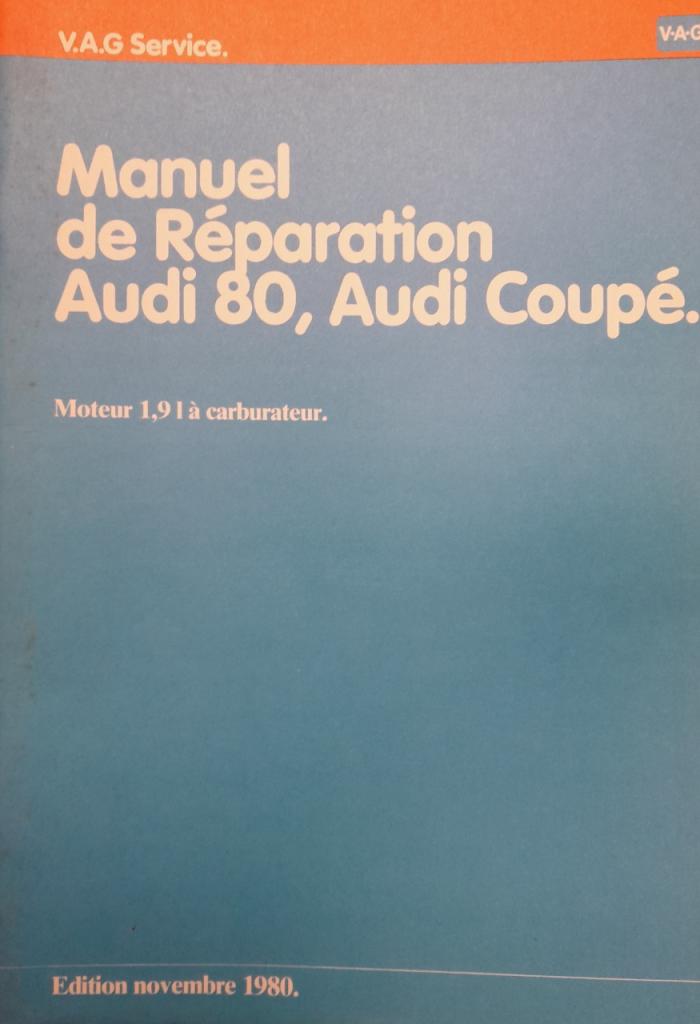 V.A.G Service.
V·A·G
Manuel
de Réparation
Audi 80, Audi Coupé.
Moteur 1,9 l à carburateur.
Edition novembre 1980.